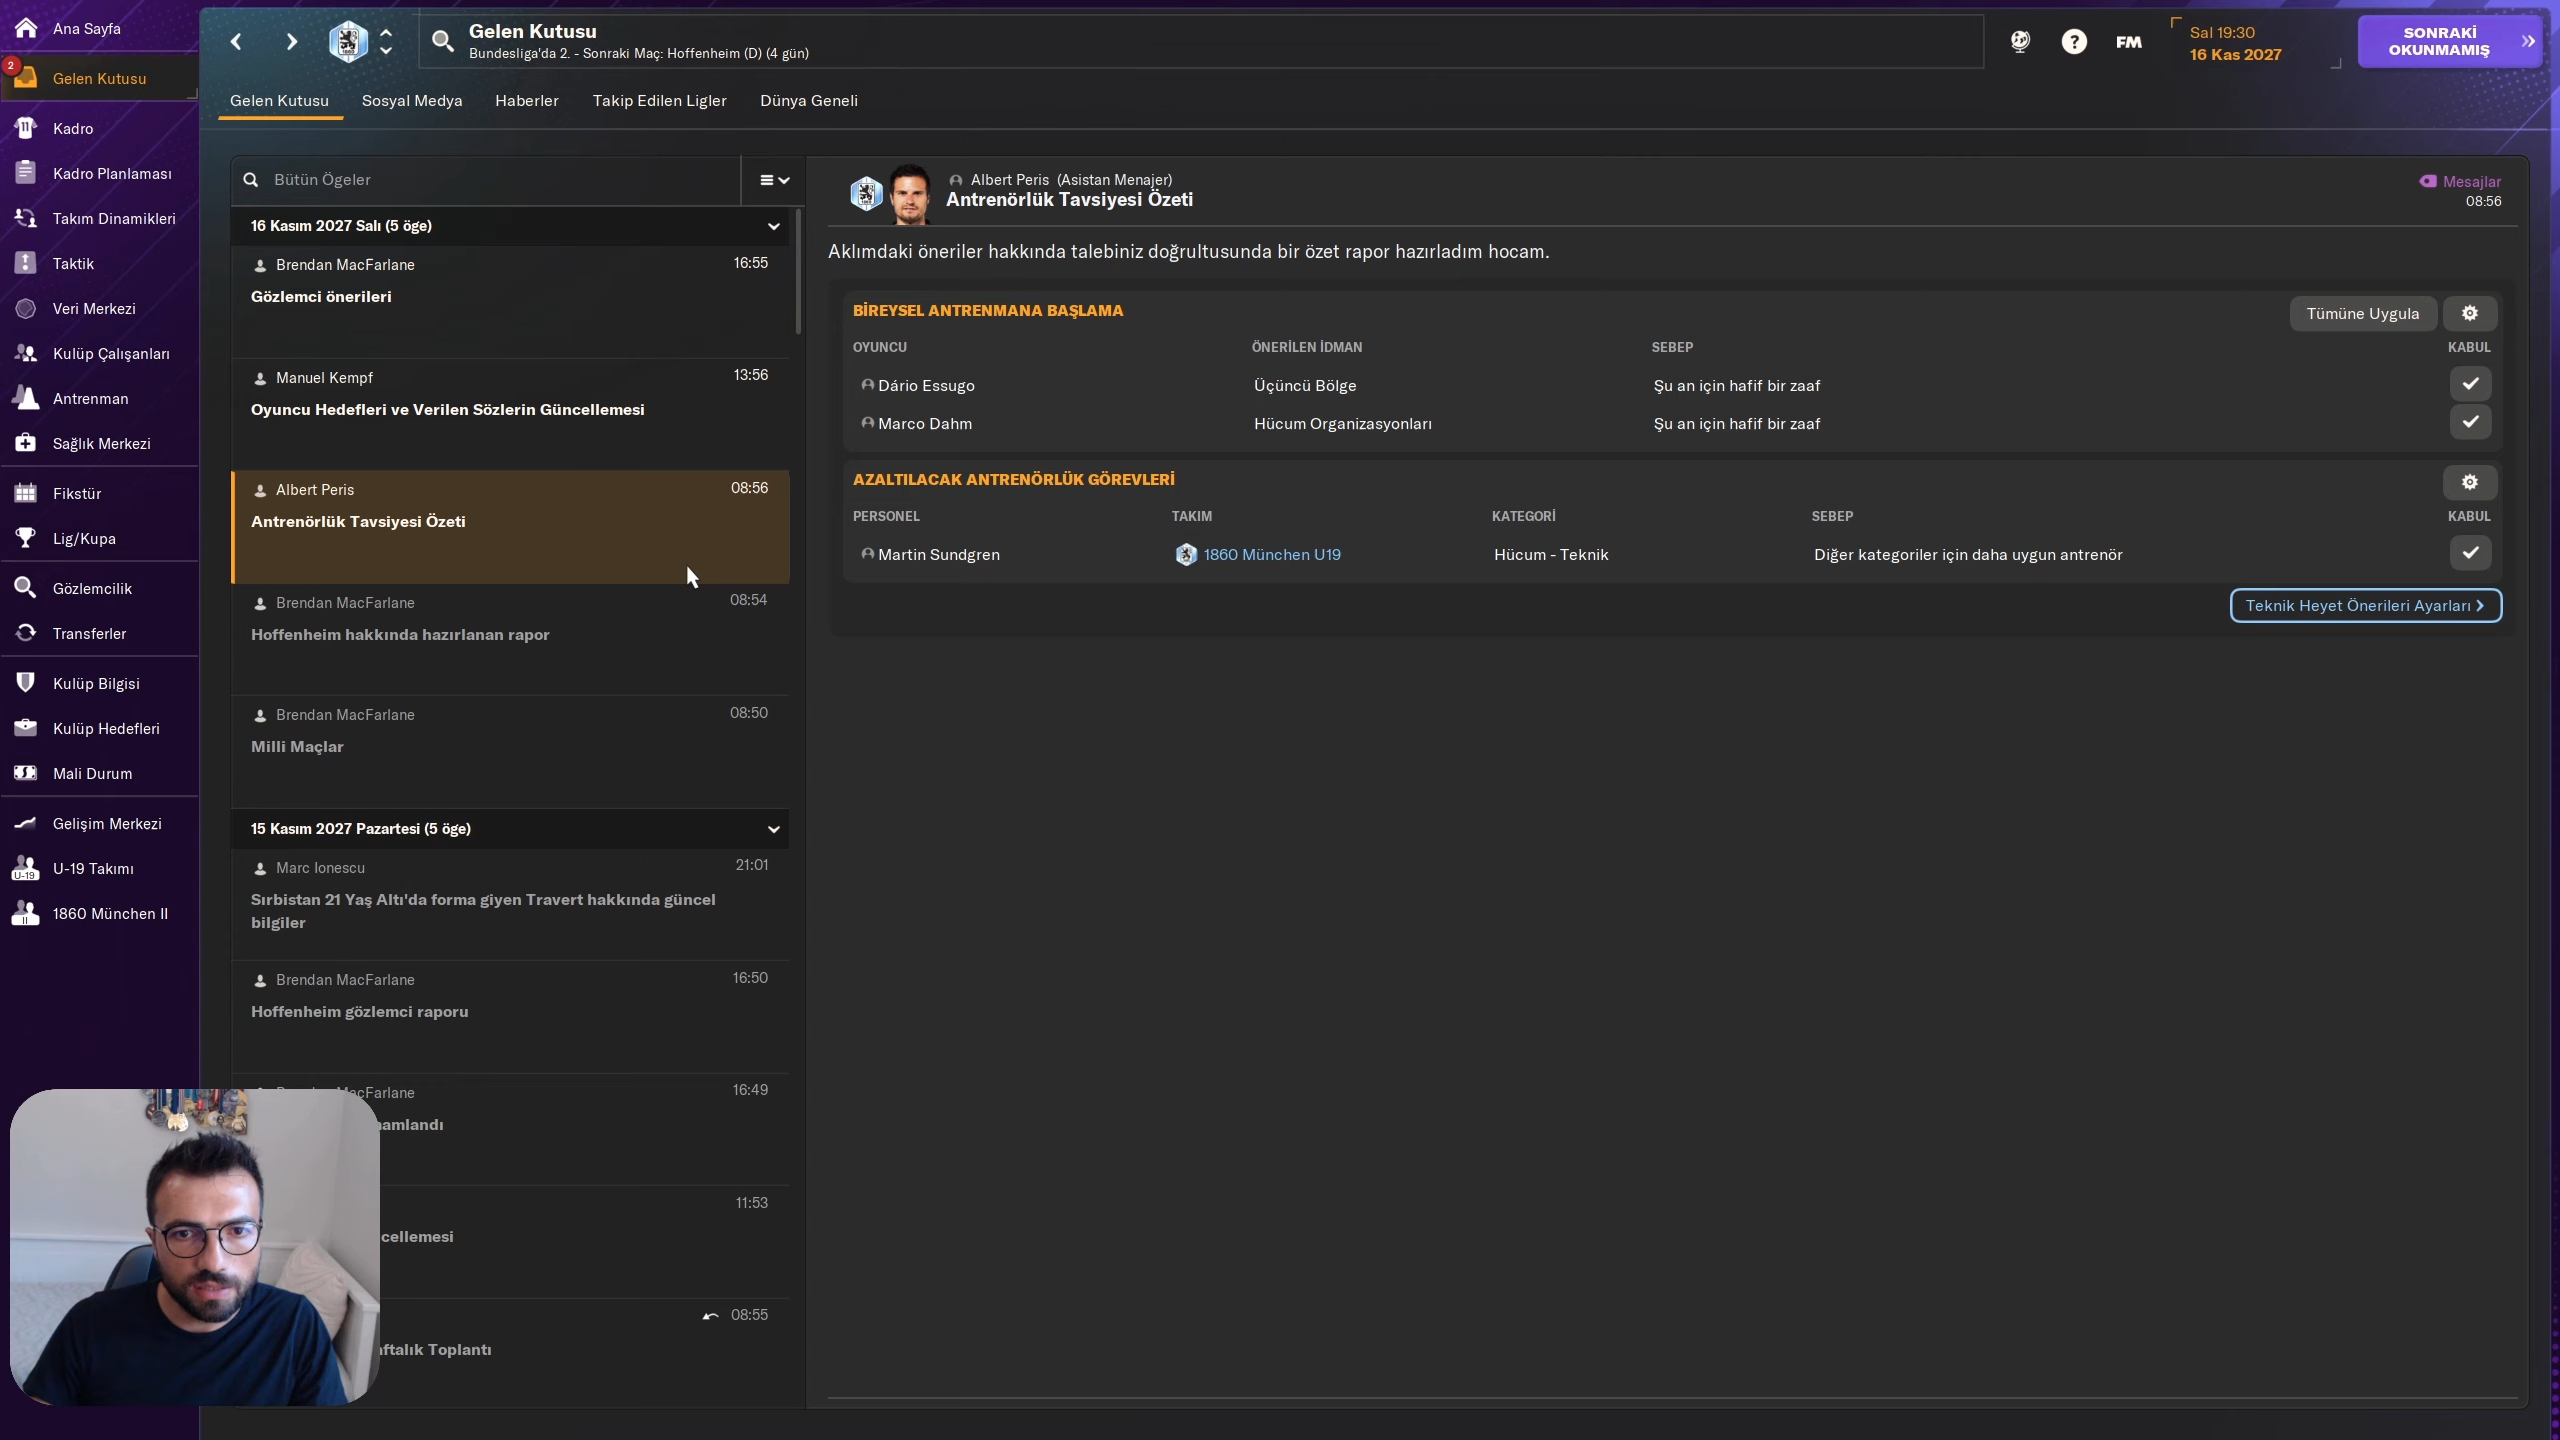 Ana Sayfa
2
Gelen Kutusu
Kadro
Kadro Planlaması
Takım Dinamikleri
Taktik
Veri Merkezi
Kulüp Çalışanları
Antrenman
Sağlık Merkezi
Fikstür
Lig/Kupa
Gözlemcilik
Transferler
Kulüp Bilgisi
Kulüp Hedefleri
Mali Durum
Gelişim Merkezi
U-19
U-19 Takımı
II
1860 München II
Gelen Kutusu
Bundesliga'da 2. - Sonraki Maç: Hoffenheim (D) (4 gün)
FM
Sal 19:30
16 Kas 2027
SONRAKİ
OKUNMAMIŞ
Gelen Kutusu
Sosyal Medya
Haberler
Takip Edilen Ligler
Dünya Geneli
Bütün Ögeler
16 Kasım 2027 Salı (5 öge)
Brendan MacFarlane 16:55
Gözlemci önerileri
Manuel Kempf 13:56
Oyuncu Hedefleri ve Verilen Sözlerin Güncellemesi
Albert Peris 08:56
Antrenörlük Tavsiyesi Özeti
Brendan MacFarlane 08:54
Hoffenheim hakkında hazırlanan rapor
Brendan MacFarlane 08:50
Milli Maçlar
15 Kasım 2027 Pazartesi (5 öge)
Marc Ionescu 21:01
Sırbistan 21 Yaş Altı'da forma giyen Travert hakkında güncel
bilgiler
Brendan MacFarlane 16:50
Hoffenheim gözlemci raporu
acFarlane 16:49
amlandı
11:53
cellemesi
08:55
aftalık Toplantı
Albert Peris (Asistan Menajer)
Antrenörlük Tavsiyesi Özeti
Mesajlar
08:56
Aklımdaki öneriler hakkında talebiniz doğrultusunda bir özet rapor hazırladım hocam.
BİREYSEL ANTRENMANA BAŞLAMA
Tümüne Uygula
OYUNCU ÖNERİLEN İDMAN SEBEP KABUL
Dário Essugo Üçüncü Bölge Şu an için hafif bir zaaf
Marco Dahm Hücum Organizasyonları Şu an için hafif bir zaaf
AZALTILACAK ANTRENÖRLÜK GÖREVLERİ
PERSONEL TAKIM KATEGORİ SEBEP KABUL
Martin Sundgren 1860 München U19 Hücum - Teknik Diğer kategoriler için daha uygun antrenör
Teknik Heyet Önerileri Ayarları